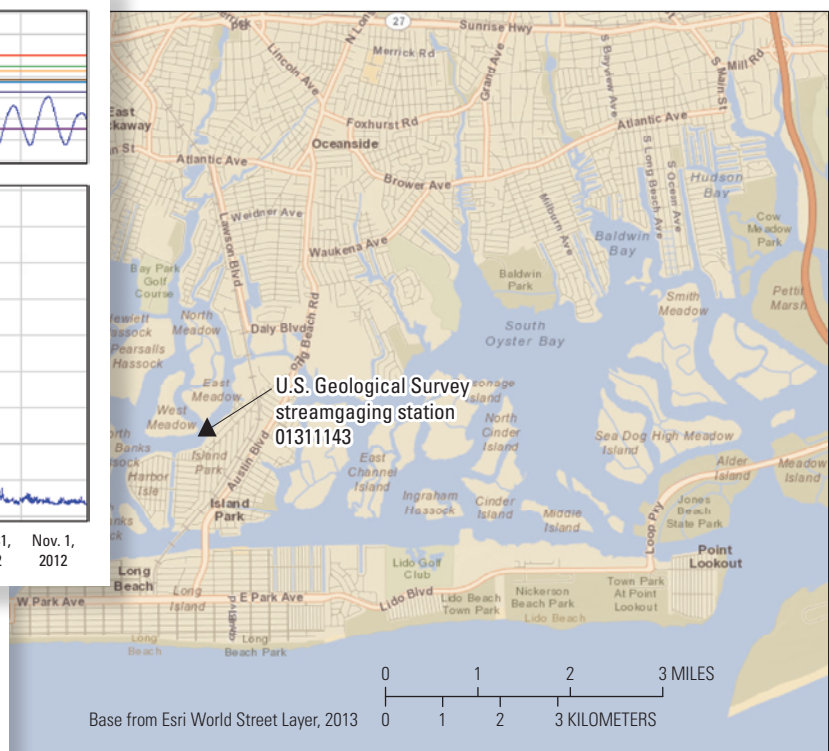 27
Sunrise Hwy
Merrick Rd
Lincoln Ave
N Long
Grand Ave
S Bayview Ave
S Main St
Mill Rd
East
Foxhurst Rd
Atlantic Ave
Oceanside
Atlantic Ave
Brower Ave
S Long Beach Ave
S Ocean Ave
Hudson
Bay
Weidner Ave
Lawson Blvd
Milburn Ave
Waukena Ave
Baldwin
Bay
Cow
Meadow
Park
Bay Park
Golf
Course
Baldwin
Park
Pettit
Marsh
Smith
Meadow
North
Meadow
Daly Blvd
Long Beach Rd
South
Oyster Bay
Pearsalls
Hassock
East
Meadow
U.S. Geological Survey
streamgaging station
01311143
West
Meadow
North
Cinder
Island
Sea Dog
Island
High Meadow
Banks
Island
Park
Austin Blvd
East
Channel
Island
Alder
Island
Meadow
Island
Harbor
Isle
Ingraham
Hassock
Cinder
Island
Middle
Island
Jones
Beach
State Park
Island
Park
Loop Pky
Point
Lookout
Nov. 1,
2012
Long
Beach
Lido Golf
Club
Long
Island
W Park Ave
E Park Ave
Lido Blvd
Lido Beach
Town Park
Nickerson
Beach Park
Lido Beach
Town Park
At Point
Lookout
Long
Beach
Long
Beach Park
0 1 2 3 MILES
Base from Esri World Street Layer, 2013
0 1 2 3 KILOMETERS